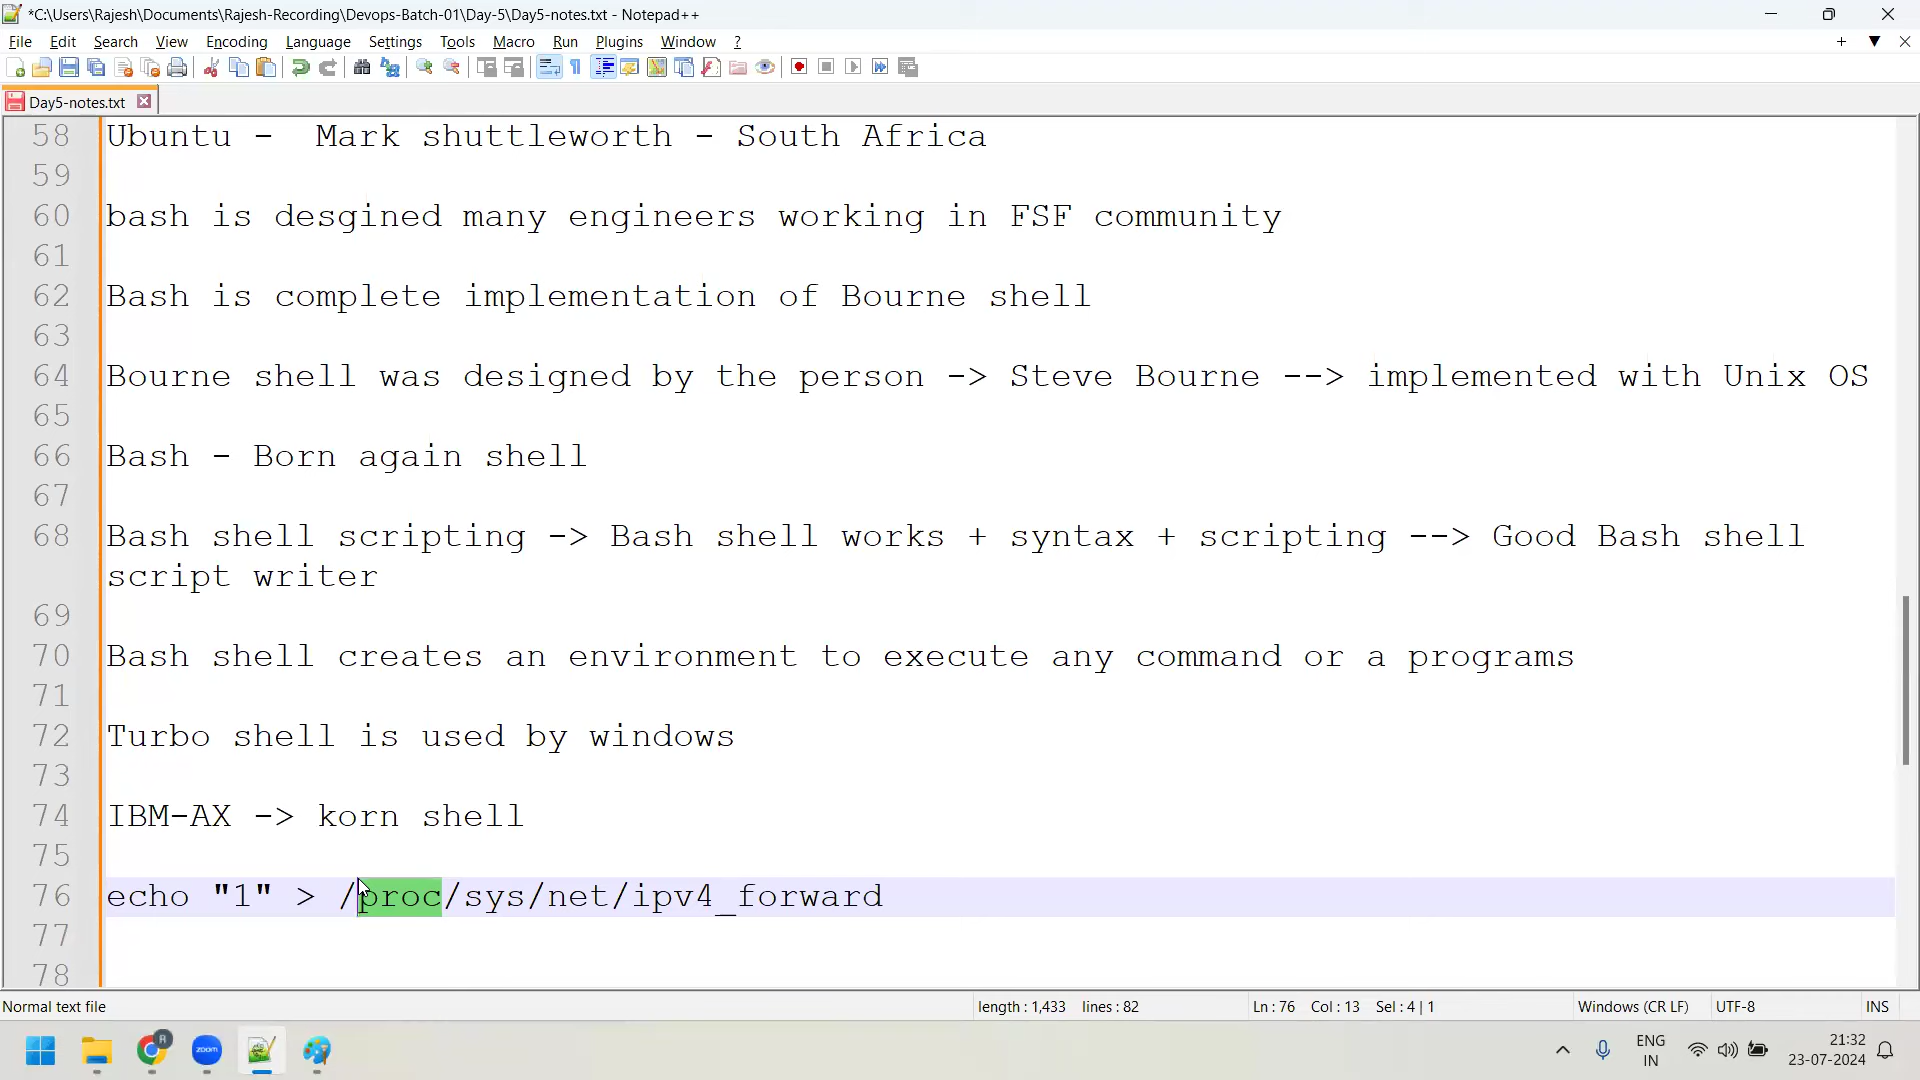 *C:\Users\Rajesh\Documents\Rajesh-Recording\Devops-Batch-01\Day-5\Day5-notes.txt - Notepad++
File Edit Search View Encoding Language Settings Tools Macro Run Plugins Window ?
Day5-notes.txt
58 Ubuntu -  Mark shuttleworth - South Africa
59
60 bash is desgined many engineers working in FSF community
61
62 Bash is complete implementation of Bourne shell
63
64 Bourne shell was designed by the person -> Steve Bourne --> implemented with Unix OS
65
66 Bash - Born again shell
67
68 Bash shell scripting -> Bash shell works + syntax + scripting --> Good Bash shell
script writer
69
70 Bash shell creates an environment to execute any command or a programs
71
72 Turbo shell is used by windows
73
74 IBM-AX -> korn shell
75
76 echo "1" > /proc/sys/net/ipv4_forward
77
78
Normal text file length : 1,433 lines : 82 Ln : 76 Col : 13 Sel : 4 | 1 Windows (CR LF) UTF-8 INS
R
zoom
ENG
IN
21:32
23-07-2024